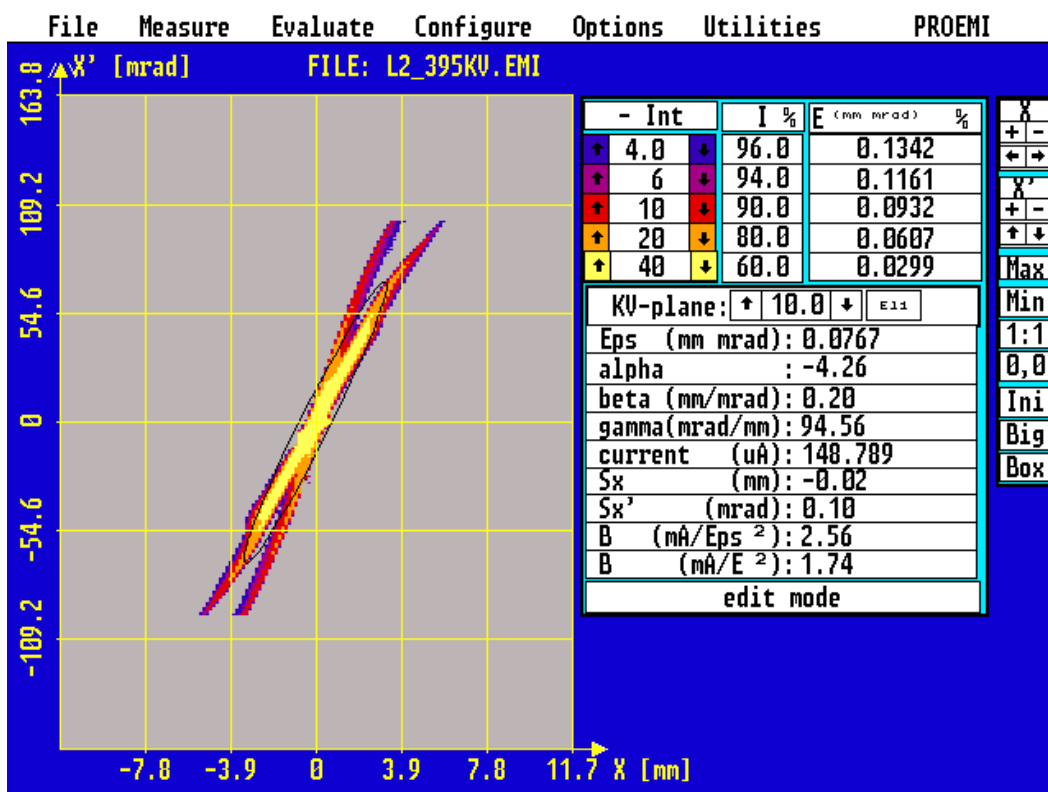 File Measure Evaluate Configure Options Utilities PROEMI
X' [mrad] FILE: L2_395KV.EMI
163.8
109.2
54.6
0
-54.6
-109.2
-7.8 -3.9 0 3.9 7.8 11.7 X [mm]
- Int I % E (mm mrad) %
4.0 96.0 0.1342
6 94.0 0.1161
10 90.0 0.0932
20 80.0 0.0607
40 60.0 0.0299
KV-plane: 10.0 Ell
Eps (mm mrad): 0.0767
alpha : -4.26
beta (mm/mrad): 0.20
gamma(mrad/mm): 94.56
current (uA): 148.789
Sx (mm): -0.02
Sx' (mrad): 0.10
B (mA/Eps ²): 2.56
B (mA/E ²): 1.74
edit mode
X
+ -
X'
+ -
Max
Min
1:1
0,0
Ini
Big
Box